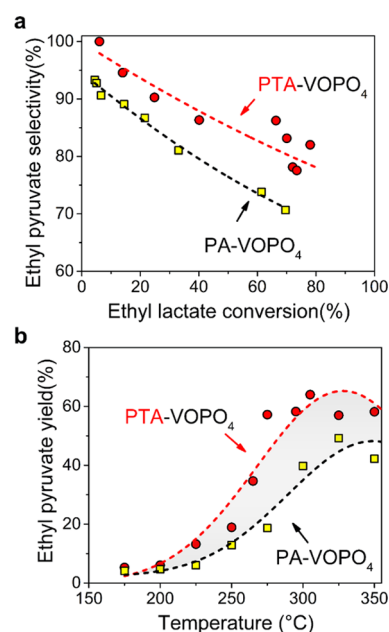 a
Ethyl pyruvate selectivity(%)
100
90
80
70
60
PTA-VOPO₄
PA-VOPO₄
0 20 40 60 80 100
Ethyl lactate conversion(%)
b
Ethyl pyruvate yield(%)
80
60
40
20
0
PTA-VOPO₄
PA-VOPO₄
150 200 250 300 350
Temperature (°C)